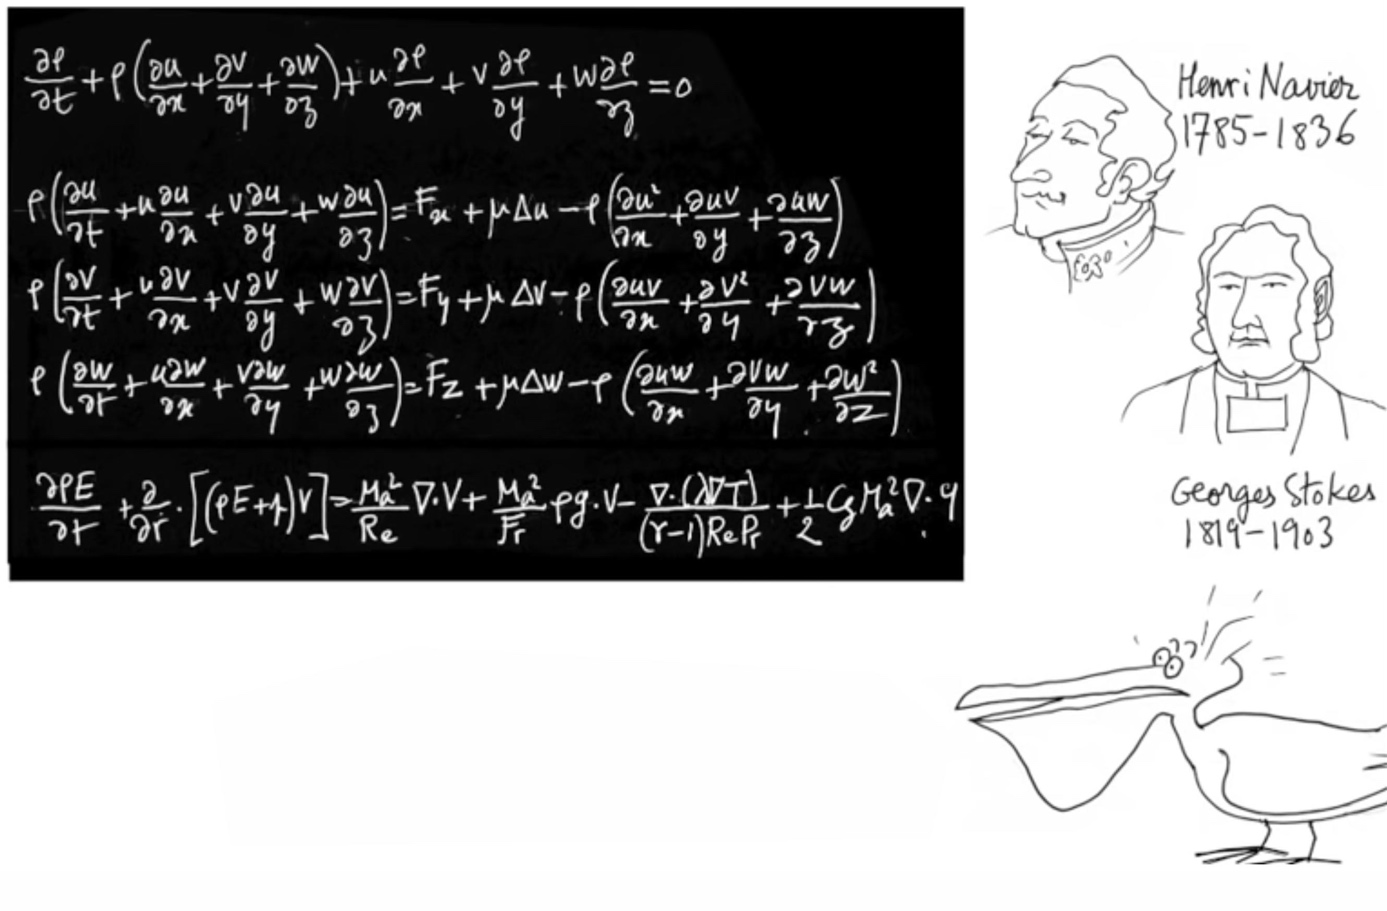 ∂ρ/∂t + ρ(∂u/∂x + ∂v/∂y + ∂w/∂z) + u ∂ρ/∂x + v ∂ρ/∂y + w ∂ρ/∂z = 0
ρ(∂u/∂t + u ∂u/∂x + v ∂u/∂y + w ∂u/∂z) = Fx + μΔu − ρ(∂u²/∂x + ∂uv/∂y + ∂uw/∂z)
ρ(∂v/∂t + u ∂v/∂x + v ∂v/∂y + w ∂v/∂z) = Fy + μΔv − ρ(∂uv/∂x + ∂v²/∂y + ∂vw/∂z)
ρ(∂w/∂t + u ∂w/∂x + v ∂w/∂y + w ∂w/∂z) = Fz + μΔw − ρ(∂uw/∂x + ∂vw/∂y + ∂w²/∂z)
∂ρE/∂t + ∂/∂r · [(ρE+p)V] = Ma²/Re ∇·V + Ma²/Fr ρg·V − ∇·(λ∇T)/((γ−1)RePr) + 1/2 Cg Ma² ∇·q
Henri Navier
1785-1836
Georges Stokes
1819-1903